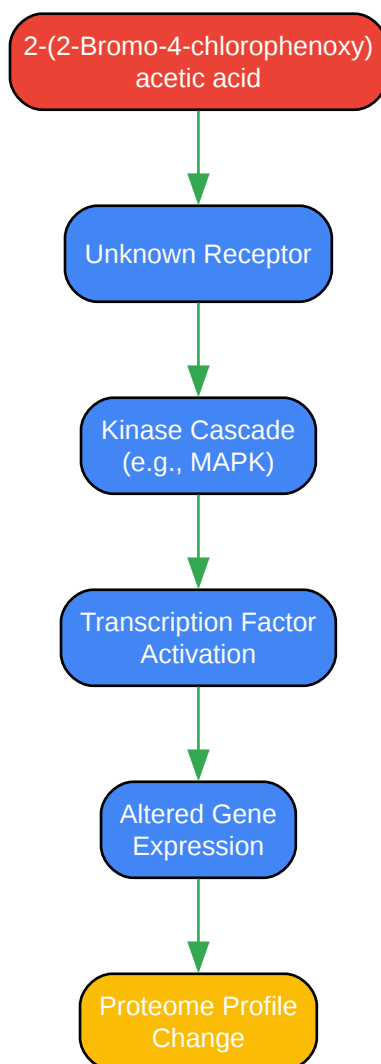 2-(2-Bromo-4-chlorophenoxy)
acetic acid
Unknown Receptor
Kinase Cascade
(e.g., MAPK)
Transcription Factor
Activation
Altered Gene
Expression
Proteome Profile
Change